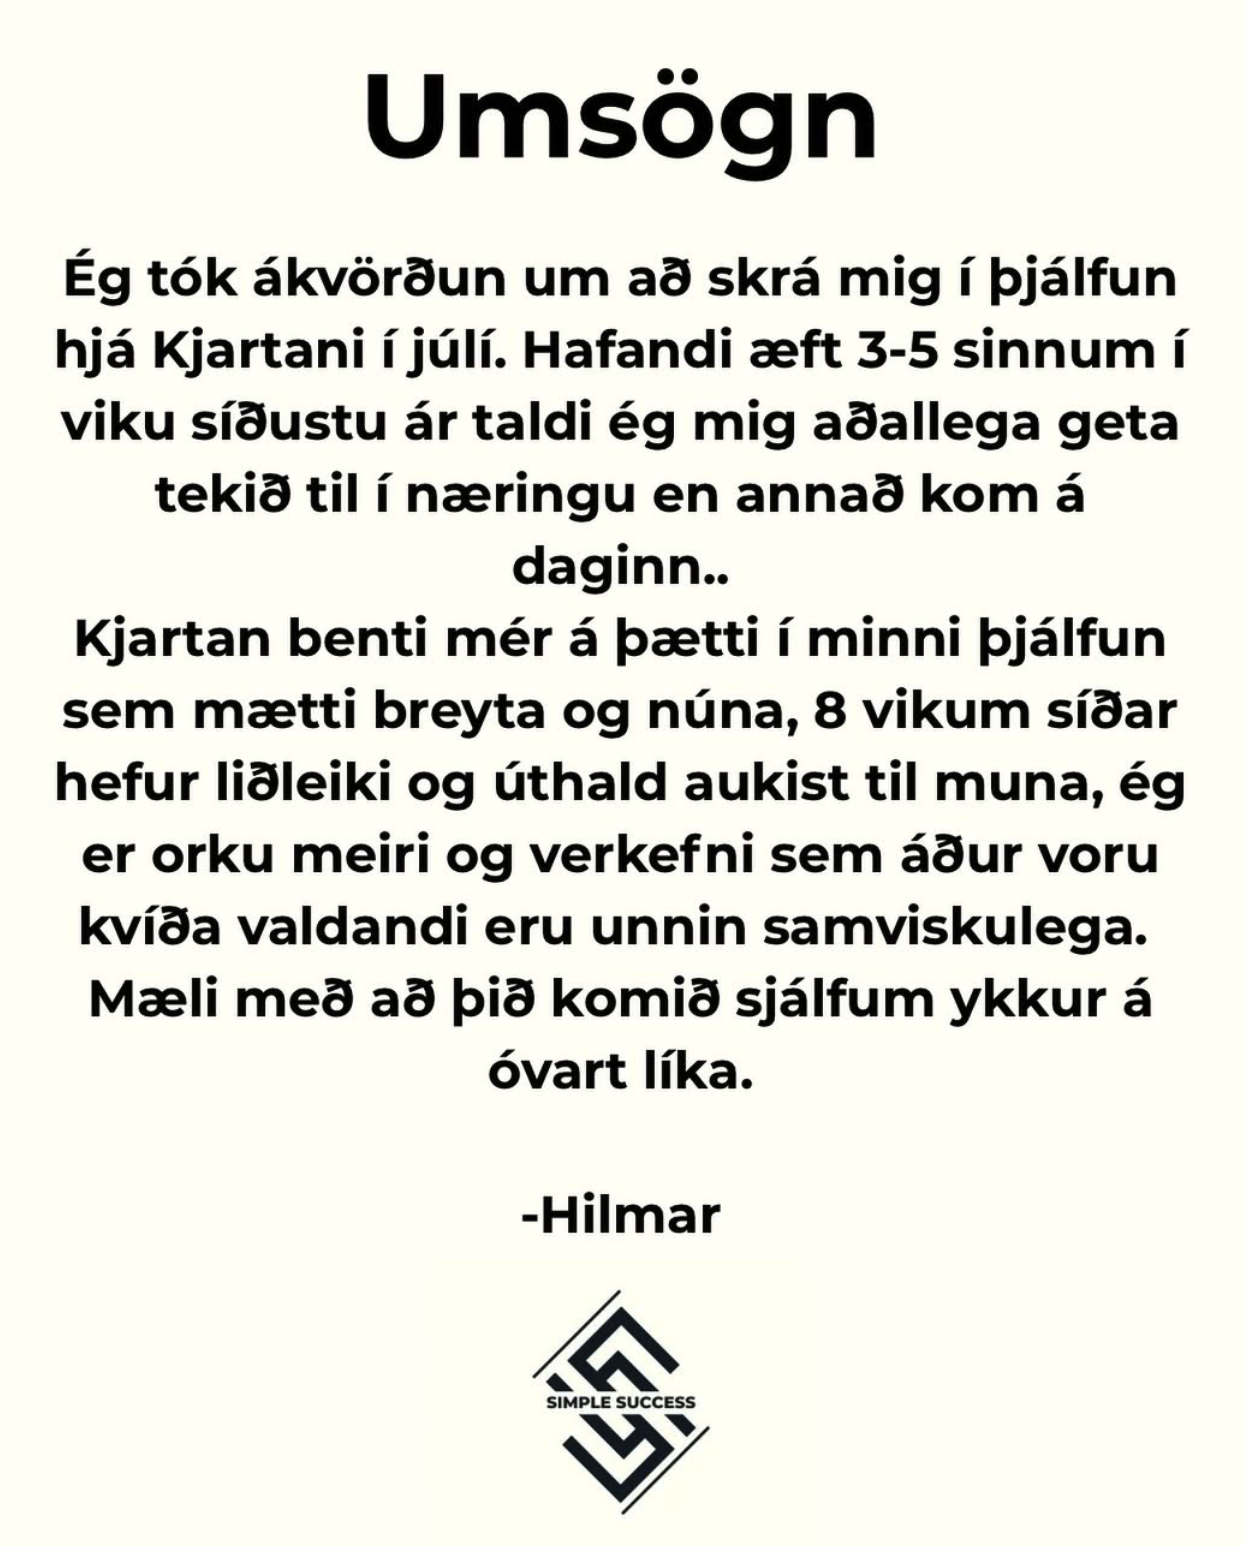 Umsögn
Ég tók ákvörðun um að skrá mig í þjálfun
hjá Kjartani í júlí. Hafandi æft 3-5 sinnum í
viku síðustu ár taldi ég mig aðallega geta
tekið til í næringu en annað kom á
daginn..
Kjartan benti mér á þætti í minni þjálfun
sem mætti breyta og núna, 8 vikum síðar
hefur liðleiki og úthald aukist til muna, ég
er orku meiri og verkefni sem áður voru
kvíða valdandi eru unnin samviskulega.
Mæli með að þið komið sjálfum ykkur á
óvart líka.
-Hilmar
SIMPLE SUCCESS